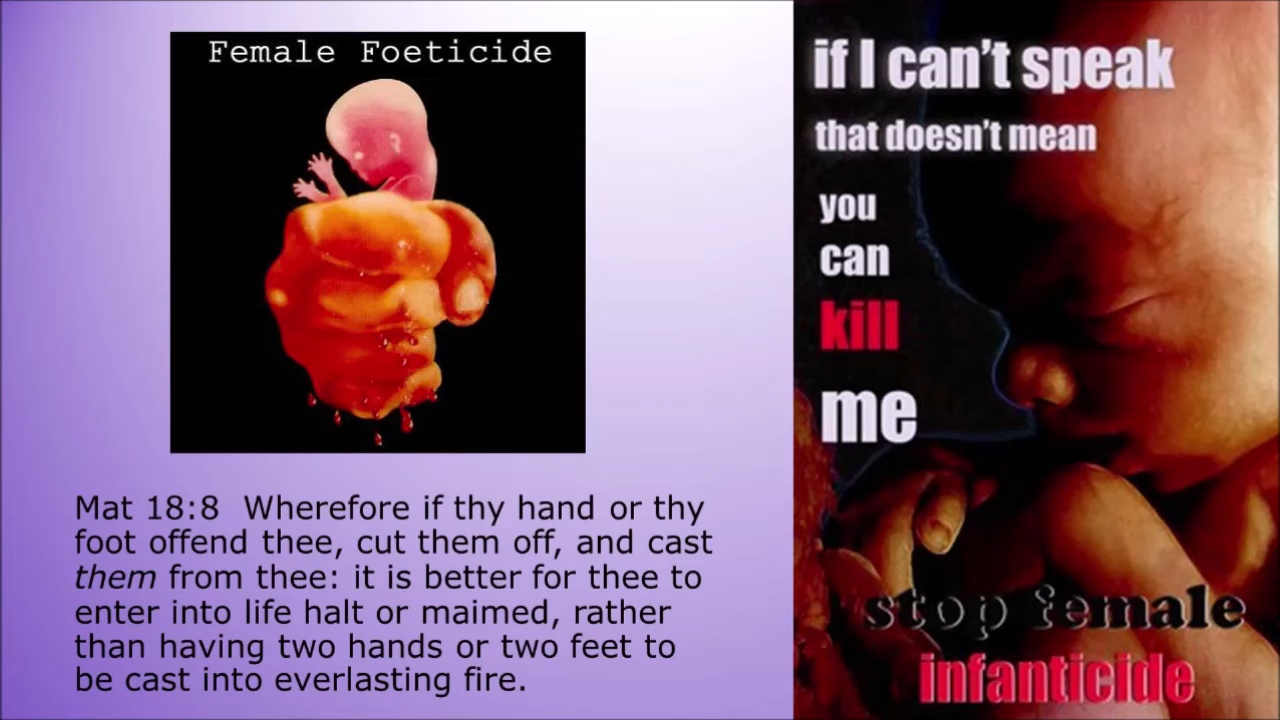 Female Foeticide
Mat 18:8 Wherefore if thy hand or thy
foot offend thee, cut them off, and cast
them from thee: it is better for thee to
enter into life halt or maimed, rather
than having two hands or two feet to
be cast into everlasting fire.
if I can't speak
that doesn't mean
you
can
kill
me
stop female
infanticide